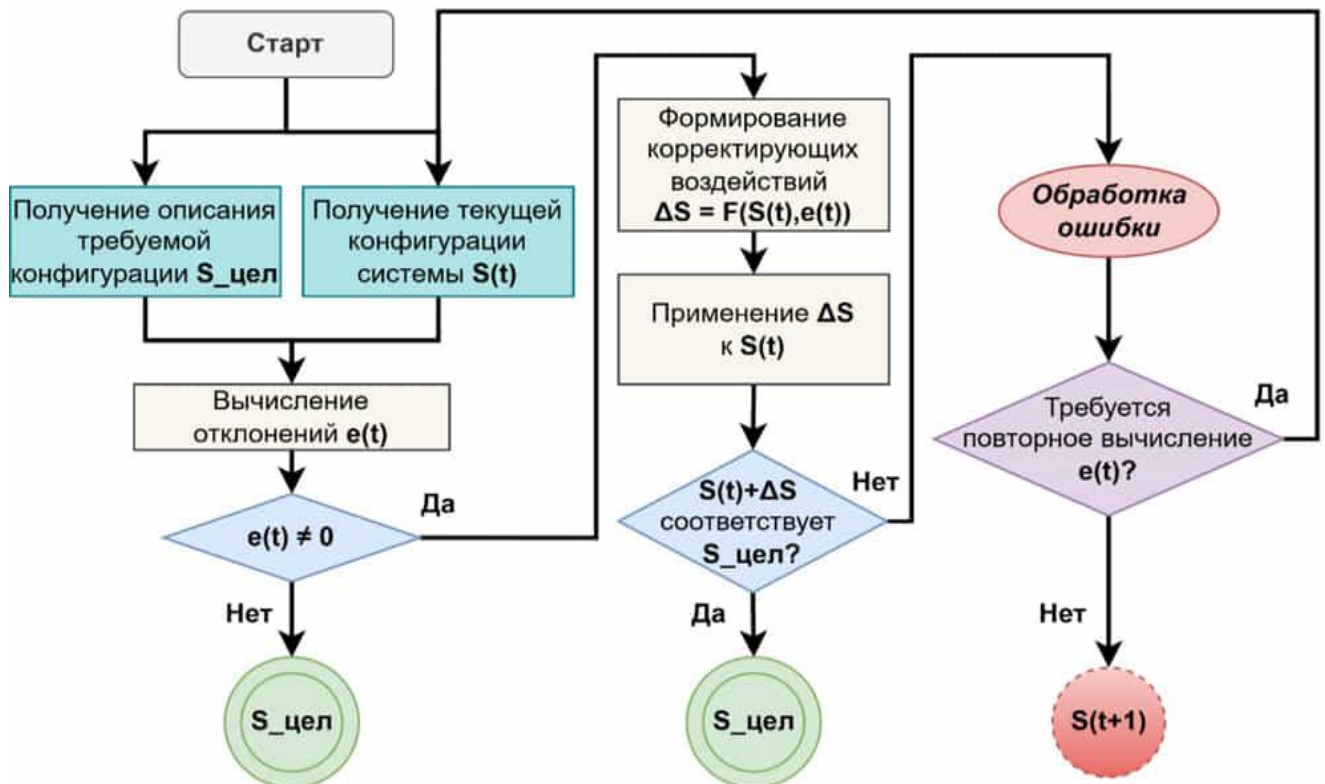 Старт
Получение описания
требуемой
конфигурации S_цел
Получение текущей
конфигурации
системы S(t)
Вычисление
отклонений e(t)
e(t) ≠ 0
Да
Нет
S_цел
Формирование
корректирующих
воздействий
ΔS = F(S(t),e(t))
Применение ΔS
к S(t)
S(t)+ΔS
соответствует
S_цел?
Нет
Да
S_цел
Обработка
ошибки
Требуется
повторное вычисление
e(t)?
Да
Нет
S(t+1)